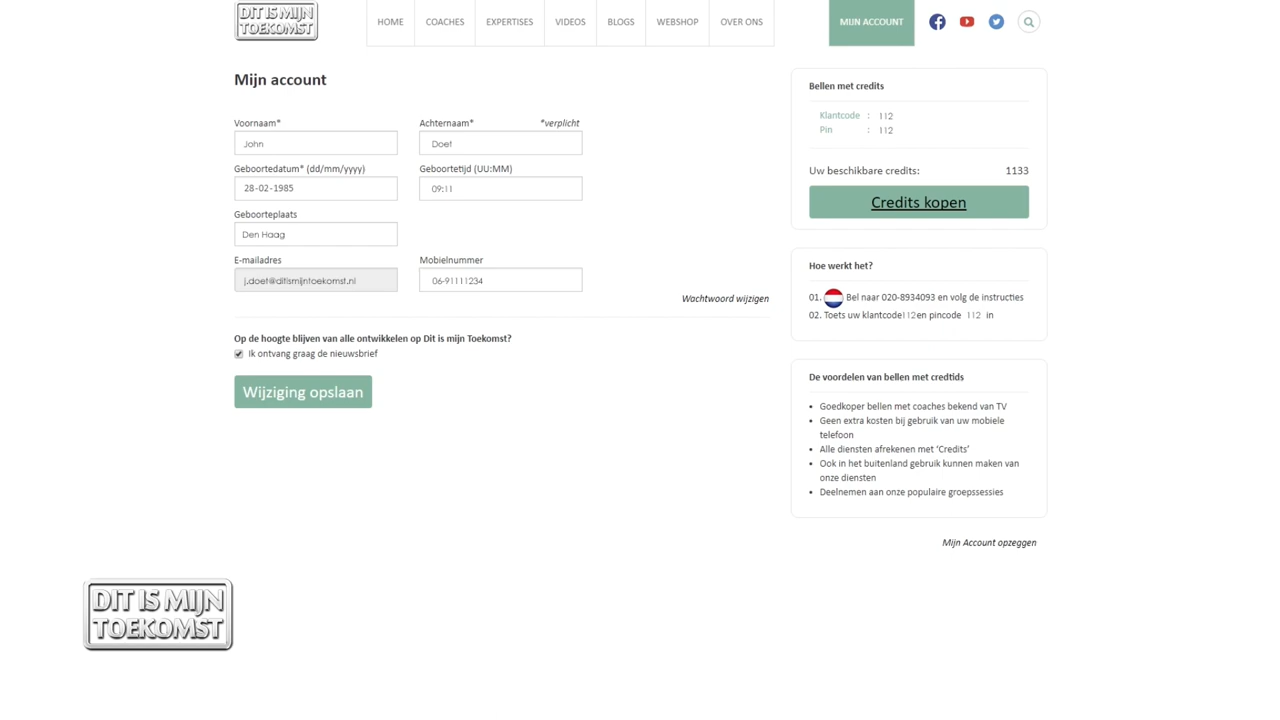 DIT IS MIJN
TOEKOMST
HOME COACHES EXPERTISES VIDEOS BLOGS WEBSHOP OVER ONS MIJN ACCOUNT
Mijn account
Voornaam* Achternaam* *verplicht
John Doet
Geboortedatum* (dd/mm/yyyy) Geboortetijd (UU:MM)
28-02-1985 09:11
Geboorteplaats
Den Haag
E-mailadres Mobielnummer
j.doet@ditismijntoekomst.nl 06-91111234
Wachtwoord wijzigen
Op de hoogte blijven van alle ontwikkelen op Dit is mijn Toekomst?
Ik ontvang graag de nieuwsbrief
Wijziging opslaan
Bellen met credits
Klantcode : 112
Pin : 112
Uw beschikbare credits: 1133
Credits kopen
Hoe werkt het?
01. Bel naar 020-8934093 en volg de instructies
02. Toets uw klantcode 112 en pincode 112 in
De voordelen van bellen met credtids
• Goedkoper bellen met coaches bekend van TV
• Geen extra kosten bij gebruik van uw mobiele
telefoon
• Alle diensten afrekenen met ‘Credits’
• Ook in het buitenland gebruik kunnen maken van
onze diensten
• Deelnemen aan onze populaire groepssessies
Mijn Account opzeggen
DIT IS MIJN
TOEKOMST